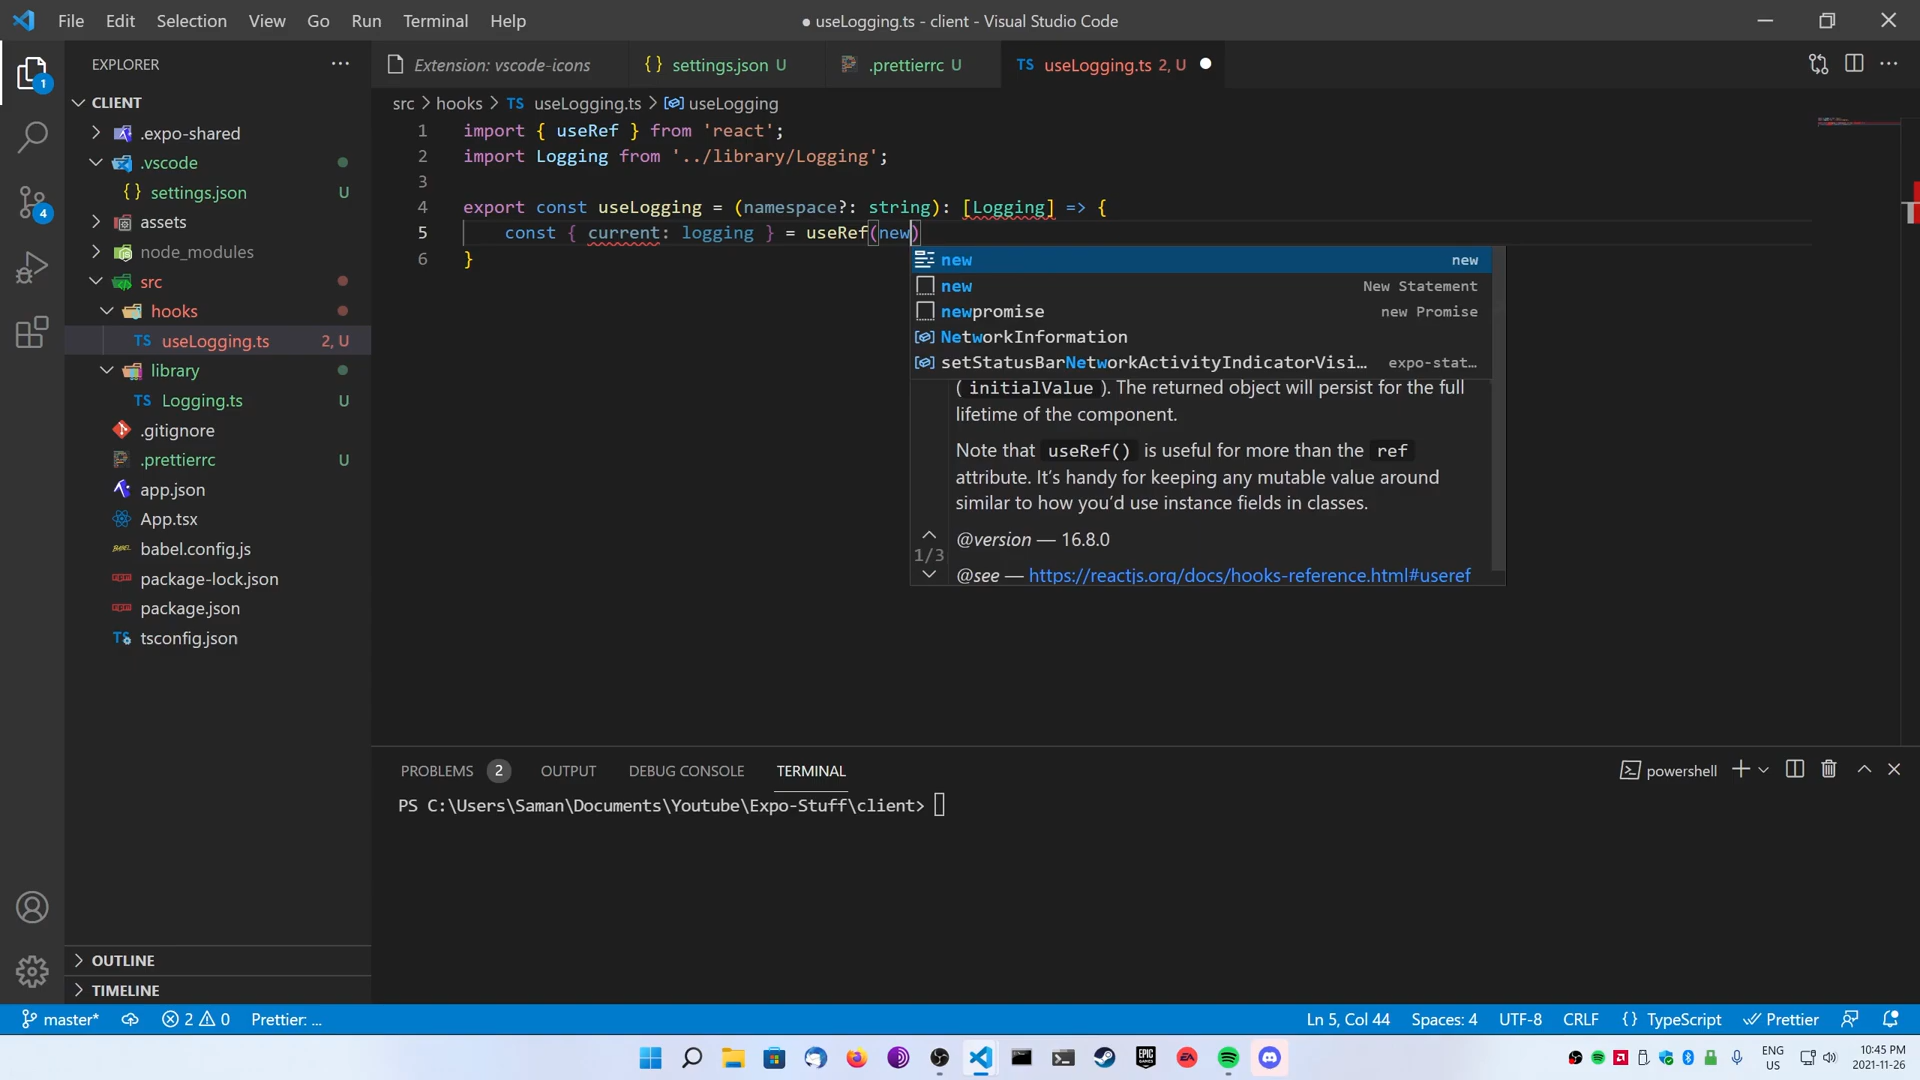 File Edit Selection View Go Run Terminal Help
● useLogging.ts - client - Visual Studio Code
EXPLORER
CLIENT
.expo-shared
.vscode
{} settings.json U
assets
node_modules
src
hooks
TS useLogging.ts 2, U
library
TS Logging.ts U
.gitignore
.prettierrc U
app.json
App.tsx
babel.config.js
package-lock.json
package.json
tsconfig.json
OUTLINE
TIMELINE
1
4
Extension: vscode-icons
{} settings.json U
.prettierrc U
TS useLogging.ts 2, U ●
src > hooks > TS useLogging.ts > useLogging
1 import { useRef } from 'react';
2 import Logging from '../library/Logging';
3
4 export const useLogging = (namespace?: string): [Logging] => {
5 const { current: logging } = useRef(new)
6 }
new new
new New Statement
newpromise new Promise
NetworkInformation
setStatusBarNetworkActivityIndicatorVisi... expo-stat...
( initialValue ). The returned object will persist for the full
lifetime of the component.
Note that useRef() is useful for more than the ref
attribute. It’s handy for keeping any mutable value around
similar to how you’d use instance fields in classes.
@version — 16.8.0
1/3
@see — https://reactjs.org/docs/hooks-reference.html#useref
PROBLEMS 2 OUTPUT DEBUG CONSOLE TERMINAL
powershell
PS C:\Users\Saman\Documents\Youtube\Expo-Stuff\client>
master* 2 0 Prettier: ...
Ln 5, Col 44 Spaces: 4 UTF-8 CRLF {} TypeScript Prettier
EPIC GAMES
EA
ENG
US
10:45 PM
2021-11-26